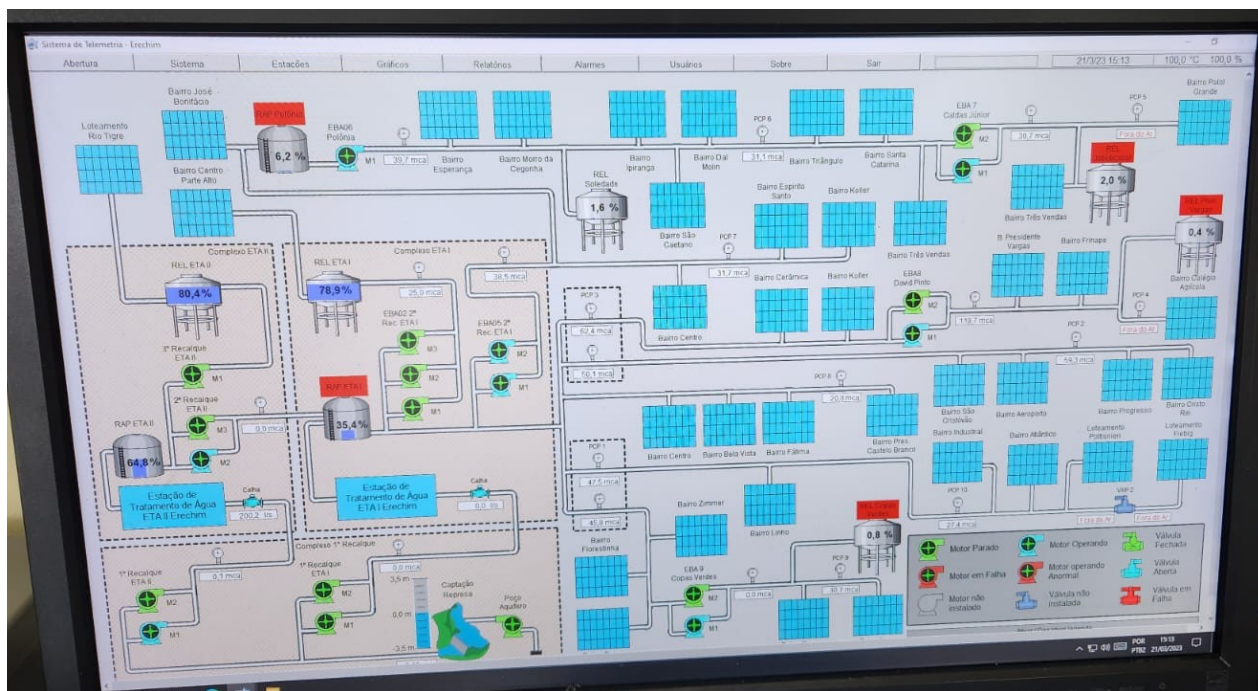 Sistema de Telemetria - Erechim
Abertura Sistema Estações Gráficos Relatórios Alarmes Usuários Sobre Sair
21/3/23 15:13 100,0 °C 100,0 %
Loteamento
Rio Tigre
Bairro José
Bonifácio
Bairro Centro
Parte Alto
RAP Polônia
6,2 %
EBA06
Polônia
M1
39,7 mca
Bairro
Esperança
Bairro Morro da
Cegonha
Bairro
Ipiranga
Bairro Dal
Molin
PCP 6
31,1 mca
Bairro Triângulo
Bairro Santa
Catarina
EBA 7
Caldas Júnior
M2
M1
30,7 mca
PCP 5
Fora do Ar
Bairro Paiol
Grande
REL
Soledade
1,6 %
Bairro São
Caetano
Bairro Espirito
Santo
Bairro Koller
Bairro Três Vendas
Bairro Três Vendas
2,0 %
0,4 %
Complexo ETA II
REL ETA II
80,4%
3º Recalque
ETA II
M1
2º Recalque
ETA II
M3
M2
0,0 mca
RAP ETA II
64,8%
Estação de
Tratamento de Água
ETA II Erechim
Calha
200,2 l/s
Complexo ETA I
REL ETA I
78,9%
25,0 mca
38,5 mca
EBA02 2º
Rec. ETA I
M3
M2
M1
EBA05 2º
Rec. ETA I
M2
M1
RAP ETA I
35,4%
Estação de
Tratamento de Água
ETA I Erechim
Calha
0,0 l/s
PCP 7
31,7 mca
Bairro Centro
Bairro Cerâmica
Bairro Koller
EBA8
David Pinto
M2
M1
118,7 mca
B. Presidente
Vargas
Bairro Frinape
Bairro Colégio
Agrícola
PCP 4
Fora do Ar
PCP 3
62,4 mca
50,1 mca
PCP 2
59,3 mca
Bairro São
Cristóvão
Bairro Aeroporto
Bairro Progresso
Bairro Cristo
Rei
20,8 mca
Bairro Centro
Bairro Bela Vista
Bairro Fátima
Bairro Pres.
Castelo Branco
Bairro Industrial
Bairro Atlântico
Loteamento
Loteamento
PCP 1
47,5 mca
45,8 mca
PCP 10
27,4 mca
VRP 2
Fora do Ar
Fora do Ar
Bairro
Florestinha
Bairro Zimmer
Bairro Linho
REL Copas
Verdes
0,8 %
EBA 9
Copas Verdes
M2
M1
0,0 mca
PCP 9
30,7 mca
Complexo 1º Recalque
1º Recalque
ETA II
M2
M1
0,1 mca
1º Recalque
ETA I
M2
M1
0,0 mca
3,5 m
0,0 m
-3,5 m
Captação
Represa
Poço
Aquifero
Motor Parado
Motor Operando
Válvula
Fechada
Motor em Falha
Motor operando
Anormal
Válvula
Aberta
Motor não
instalado
Válvula não
instalada
Válvula em
Falha
POR
PTB2
15:13
21/03/2023